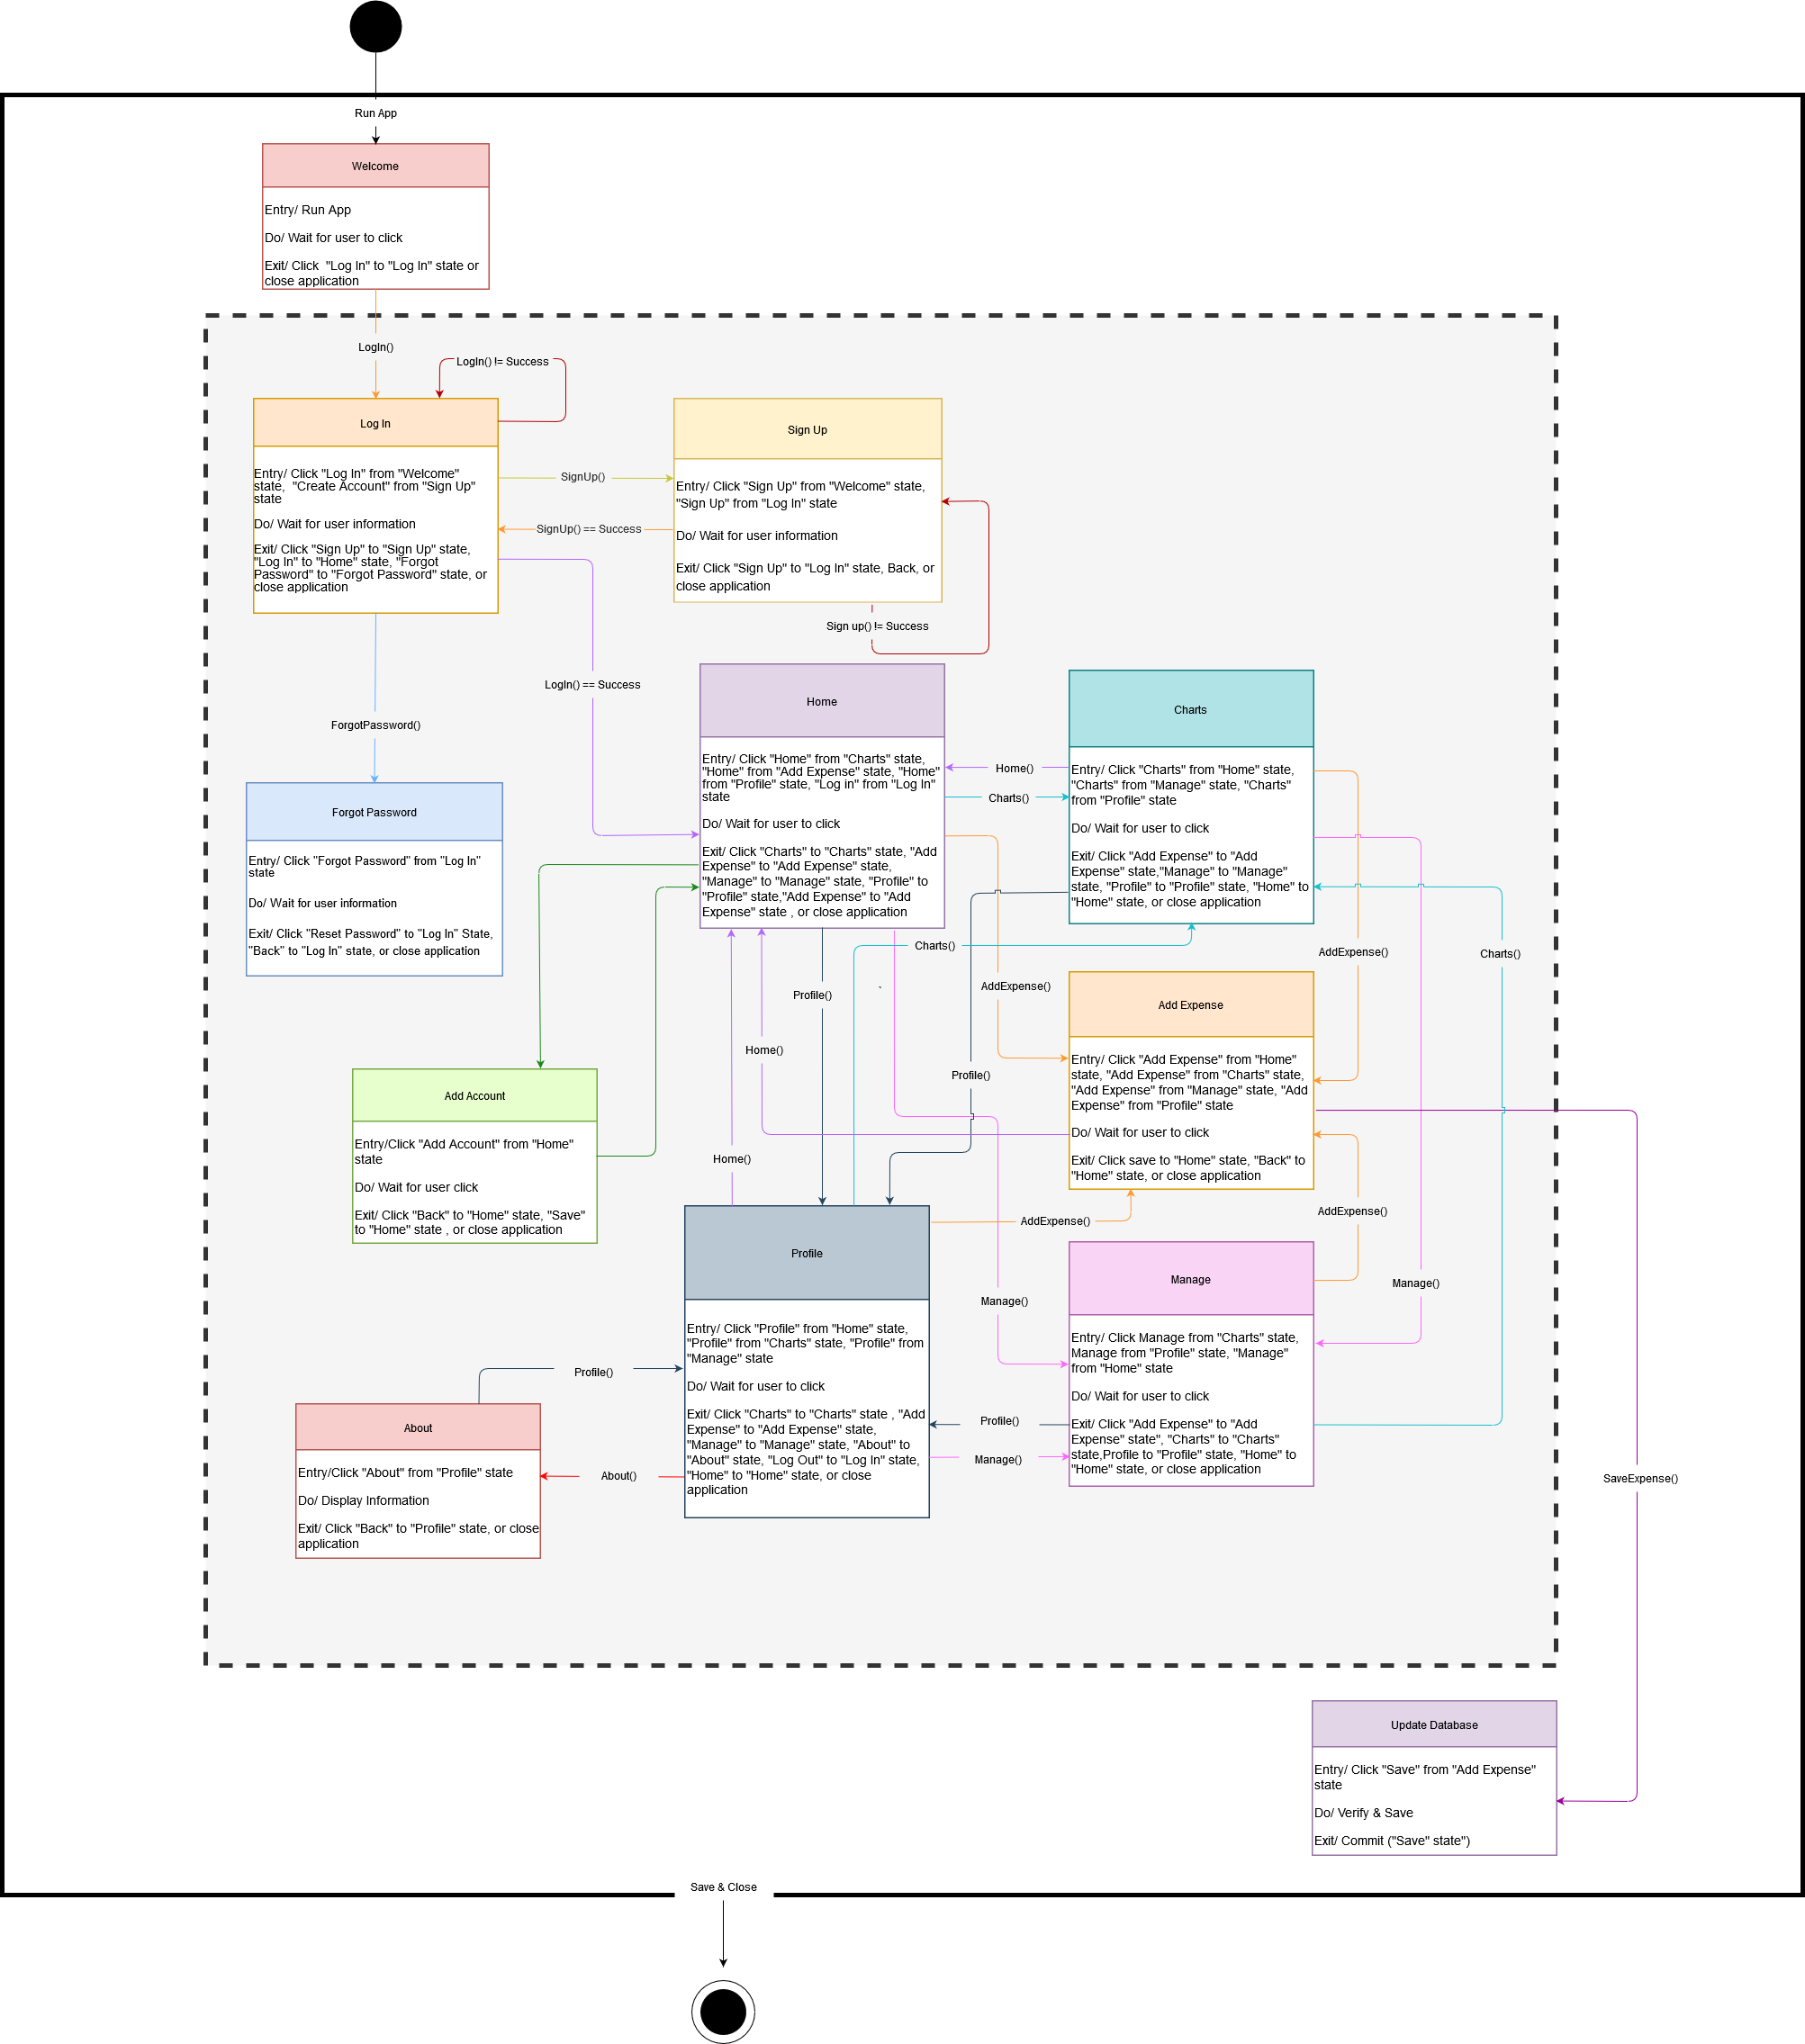 Run App
Welcome
Entry/ Run App
Do/ Wait for user to click
Exit/ Click  "Log In" to "Log In" state or
close application
LogIn()
LogIn() != Success
Log In
Entry/ Click "Log In" from "Welcome"
state,  "Create Account" from "Sign Up"
state
Do/ Wait for user information
Exit/ Click "Sign Up" to "Sign Up" state,
"Log In" to "Home" state, "Forgot
Password" to "Forgot Password" state, or
close application
SignUp()
SignUp() == Success
Sign Up
Entry/ Click "Sign Up" from "Welcome" state,
"Sign Up" from "Log In" state
Do/ Wait for user information
Exit/ Click "Sign Up" to "Log In" state, Back, or
close application
Sign up() != Success
LogIn() == Success
ForgotPassword()
Forgot Password
Entry/ Click "Forgot Password" from "Log In"
state
Do/ Wait for user information
Exit/ Click "Reset Password" to "Log In" State,
"Back" to "Log In" state, or close application
Home
Entry/ Click "Home" from "Charts" state,
"Home" from "Add Expense" state, "Home"
from "Profile" state, "Log in" from "Log In"
state
Do/ Wait for user to click
Exit/ Click "Charts" to "Charts" state, "Add
Expense" to "Add Expense" state,
"Manage" to "Manage" state, "Profile" to
"Profile" state,"Add Expense" to "Add
Expense" state , or close application
Home()
Charts()
Charts
Entry/ Click "Charts" from "Home" state,
"Charts" from "Manage" state, "Charts"
from "Profile" state
Do/ Wait for user to click
Exit/ Click "Add Expense" to "Add
Expense" state,"Manage" to "Manage"
state, "Profile" to "Profile" state, "Home" to
"Home" state, or close application
Charts()
AddExpense()
Charts()
Profile()
`
AddExpense()
Home()
Profile()
Add Expense
Entry/ Click "Add Expense" from "Home"
state, "Add Expense" from "Charts" state,
"Add Expense" from "Manage" state, "Add
Expense" from "Profile" state
Do/ Wait for user to click
Exit/ Click save to "Home" state, "Back" to
"Home" state, or close application
Add Account
Entry/Click "Add Account" from "Home"
state
Do/ Wait for user click
Exit/ Click "Back" to "Home" state, "Save"
to "Home" state , or close application
Home()
AddExpense()
AddExpense()
Profile
Entry/ Click "Profile" from "Home" state,
"Profile" from "Charts" state, "Profile" from
"Manage" state
Do/ Wait for user to click
Exit/ Click "Charts" to "Charts" state , "Add
Expense" to "Add Expense" state,
"Manage" to "Manage" state, "About" to
"About" state, "Log Out" to "Log In" state,
"Home" to "Home" state, or close
application
Manage()
Manage()
Manage
Entry/ Click Manage from "Charts" state,
Manage from "Profile" state, "Manage"
from "Home" state
Do/ Wait for user to click
Exit/ Click "Add Expense" to "Add
Expense" state", "Charts" to "Charts"
state,Profile to "Profile" state, "Home" to
"Home" state, or close application
Profile()
Profile()
Manage()
About
Entry/Click "About" from "Profile" state
Do/ Display Information
Exit/ Click "Back" to "Profile" state, or close
application
About()
SaveExpense()
Update Database
Entry/ Click "Save" from "Add Expense"
state
Do/ Verify & Save
Exit/ Commit ("Save" state")
Save & Close